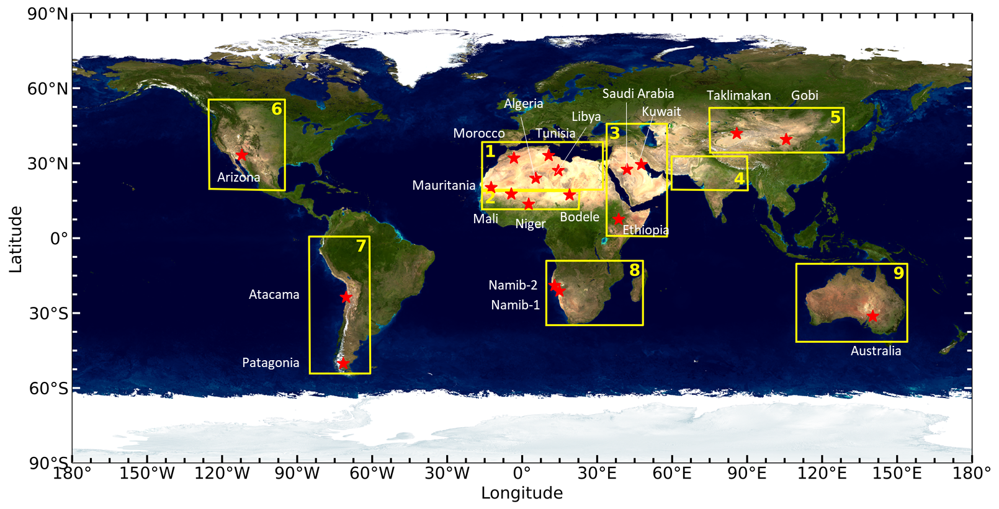 90°N
60°N
30°N
0°
30°S
60°S
90°S
Latitude
180°
150°W
120°W
90°W
60°W
30°W
0°
30°E
60°E
90°E
120°E
150°E
180°
Longitude
Saudi Arabia
Taklimakan
Gobi
Algeria
Kuwait
Libya
Morocco
Tunisia
6
5
3
1
4
2
Arizona
Mauritania
Mali
Niger
Bodele
Ethiopia
7
8
9
Namib-2
Namib-1
Atacama
Patagonia
Australia